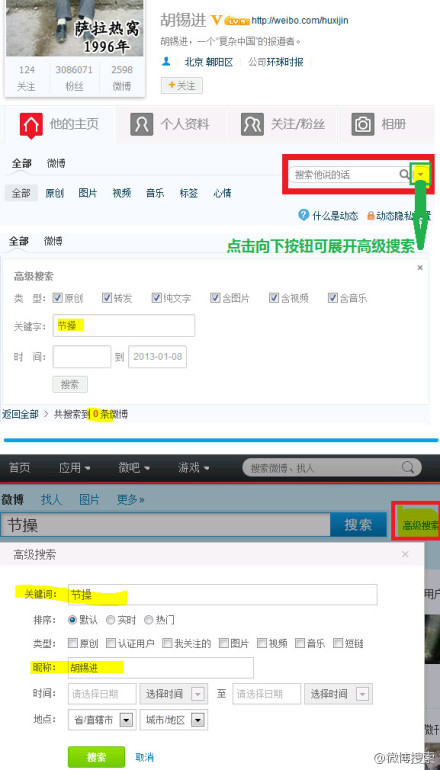 萨拉热窝
1996年
胡锡进 V http://weibo.com/huxijin
胡锡进，一个“复杂中国”的报道者。
北京 朝阳区 公司 环球时报
124 3086071 2598
关注 粉丝 微博
+关注
他的主页 个人资料 关注/粉丝 相册
全部 微博
搜索他说的话
全部 原创 图片 视频 音乐 标签 心情
什么是动态 动态隐私设置
点击向下按钮可展开高级搜索
全部 微博
高级搜索 ×
类 型: 原创 转发 纯文字 含图片 含视频 含音乐
关键字: 节操
时 间: 到 2013-01-08
搜索
返回全部 > 共搜索到 0 条微博
首页 应用 微吧 游戏 搜索微博、找人
微博 找人 图片 更多»
节操 搜索 高级搜索
高级搜索 ×
用户
关键词: 节操
排序: 默认 实时 热门
类型: 原创 认证用户 我关注的 图片 视频 音乐 短链
昵称: 胡锡进
时间: 请选择日期 选择时间 至 请选择日期 选择时间
地点: 省/直辖市 城市/地区
微刊
搜索 取消
@微博搜索